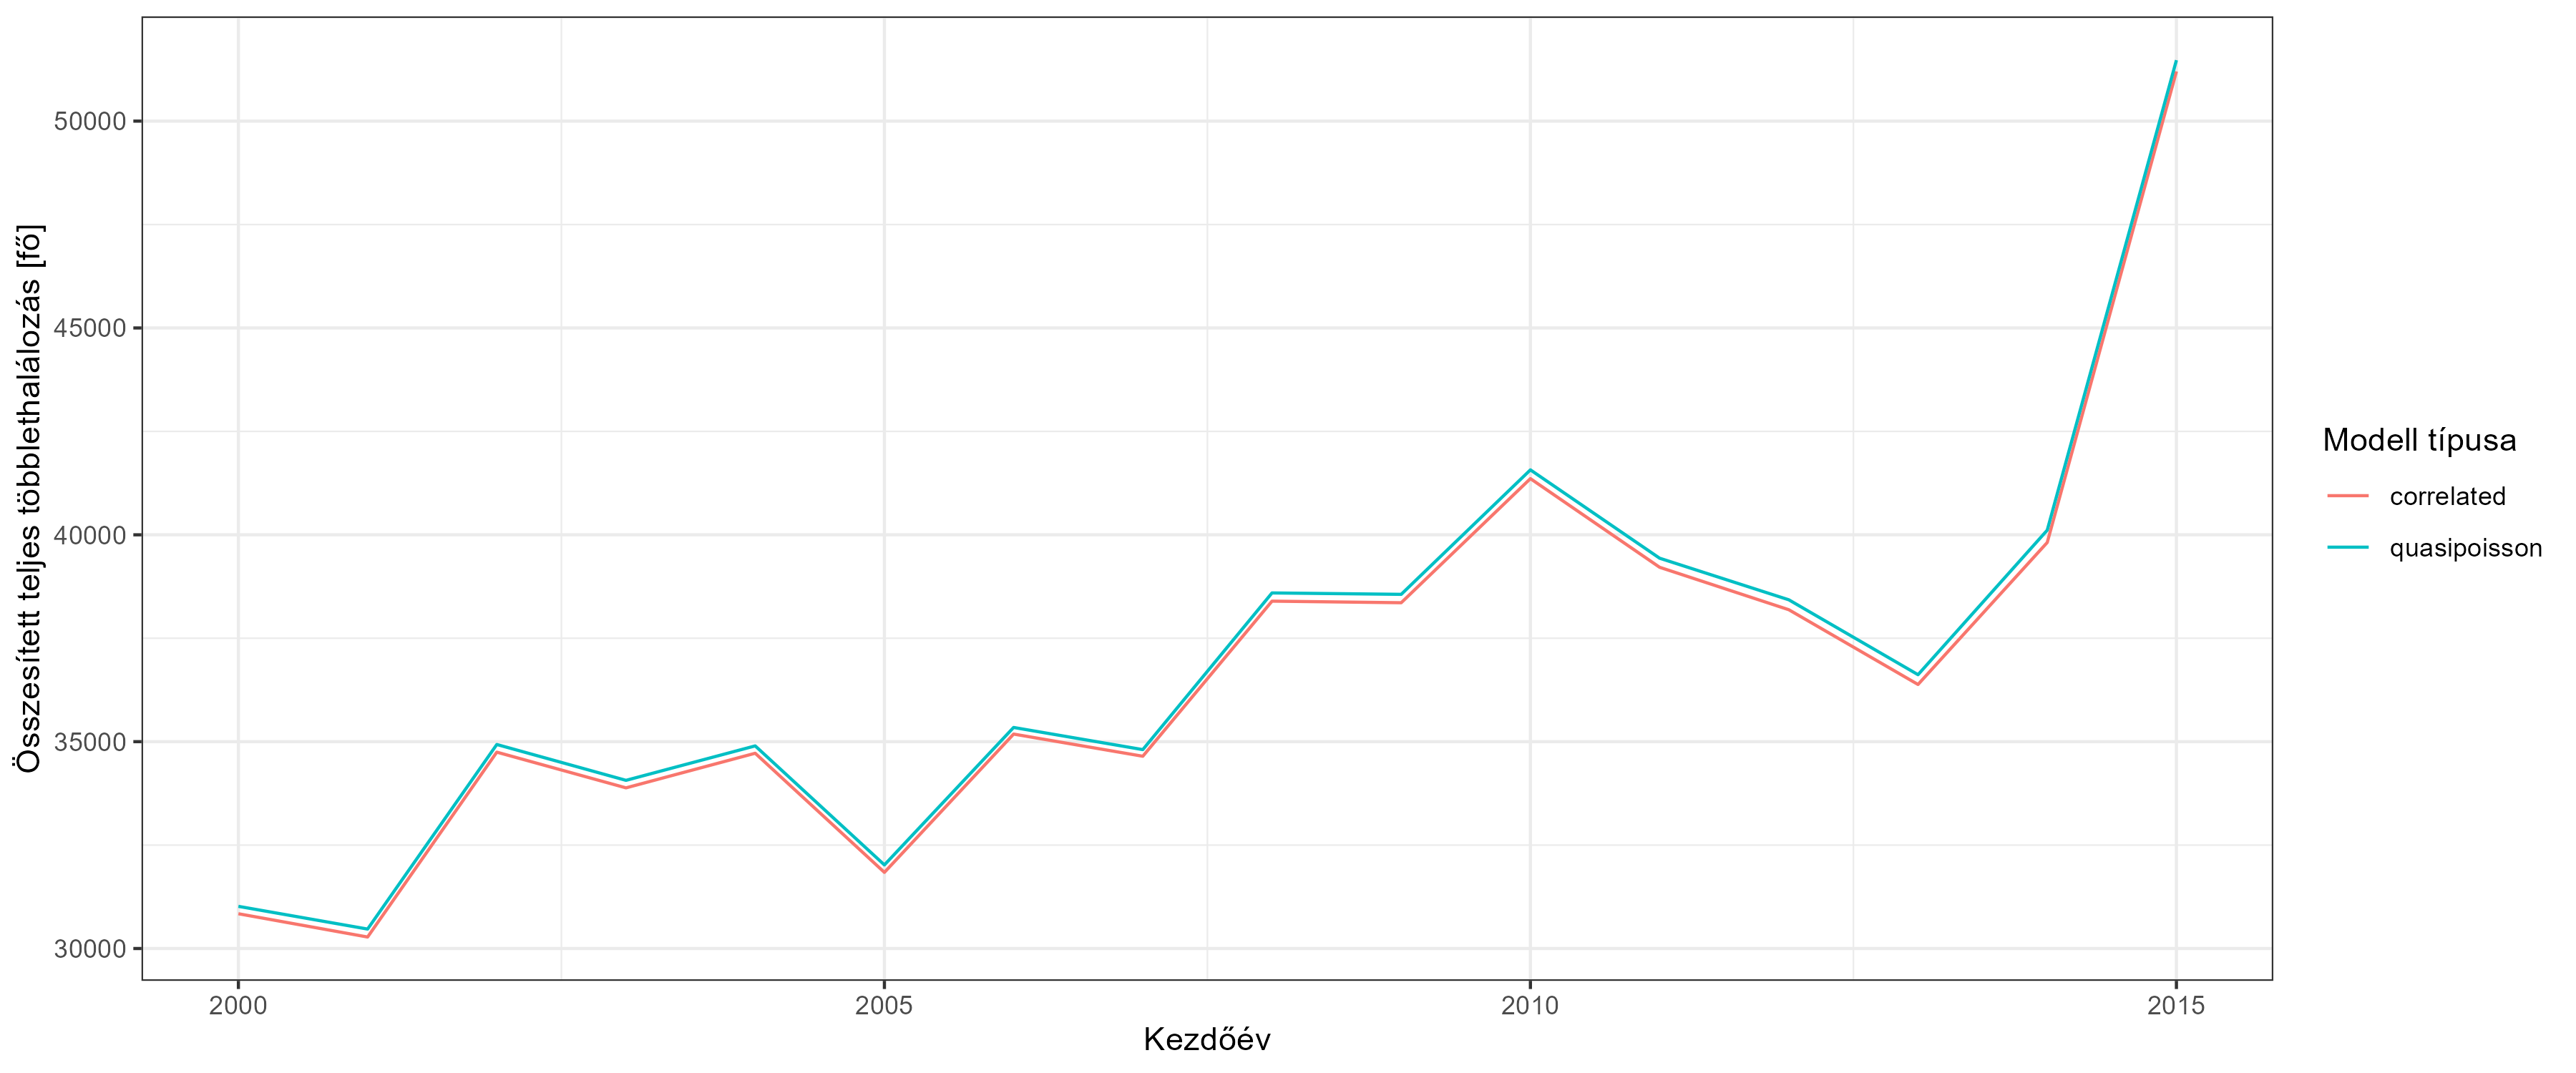 Összesített teljes többlethalálozás [fő]
50000
45000
40000
35000
30000
2000
2005
2010
2015
Kezdőév
Modell típusa
correlated
quasipoisson